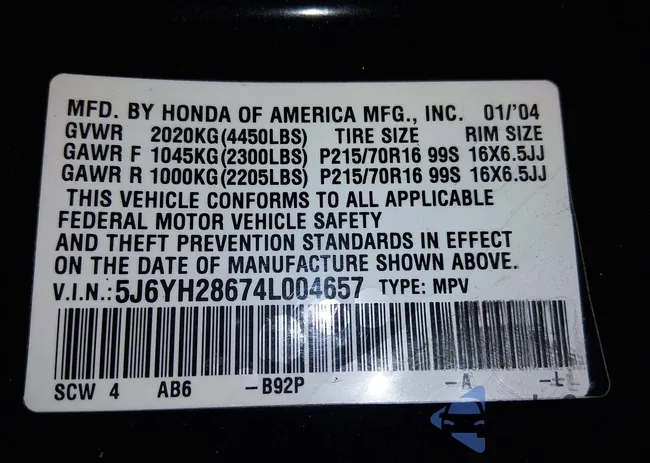 MFD. BY HONDA OF AMERICA MFG., INC. 01/'04
GVWR 2020KG(4450LBS) TIRE SIZE RIM SIZE
GAWR F 1045KG(2300LBS) P215/70R16 99S 16X6.5JJ
GAWR R 1000KG(2205LBS) P215/70R16 99S 16X6.5JJ
THIS VEHICLE CONFORMS TO ALL APPLICABLE
FEDERAL MOTOR VEHICLE SAFETY
AND THEFT PREVENTION STANDARDS IN EFFECT
ON THE DATE OF MANUFACTURE SHOWN ABOVE.
V.I.N.:5J6YH28674L004657 TYPE: MPV
SCW 4 AB6 -B92P -A